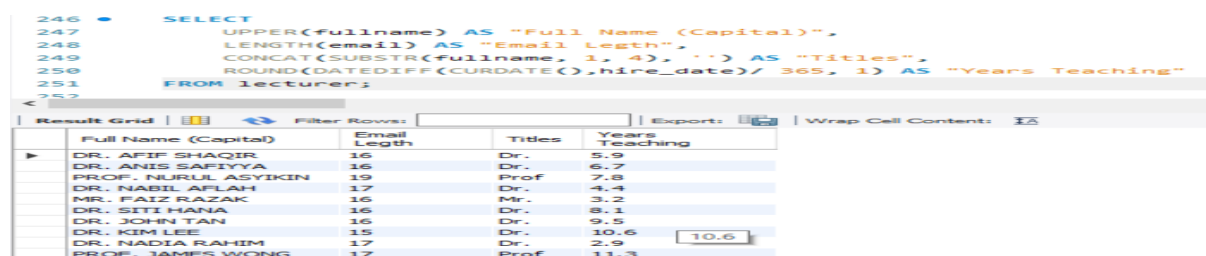 246 SELECT
247 UPPER(fullname) AS "Full Name (Capital)",
248 LENGTH(email) AS "Email Legth",
249 CONCAT(SUBSTR(fullname, 1, 4), '') AS "Titles",
250 ROUND(DATEDIFF(CURDATE(),hire_date)/ 365, 1) AS "Years Teaching"
251 FROM lecturer;
252
Result Grid Filter Rows: Export: Wrap Cell Content: IA
Full Name (Capital) Email Legth Titles Years Teaching
DR. AFIF SHAQIR 16 Dr. 5.9
DR. ANIS SAFIYYA 16 Dr. 6.7
PROF. NURUL ASYIKIN 19 Prof 7.8
DR. NABIL AFLAH 17 Dr. 4.4
MR. FAIZ RAZAK 16 Mr. 3.2
DR. SITI HANA 16 Dr. 8.1
DR. JOHN TAN 16 Dr. 9.5
DR. KIM LEE 15 Dr. 10.6 10.6
DR. NADIA RAHIM 17 Dr. 2.9
PROF. JAMES WONG 17 Prof 11.3